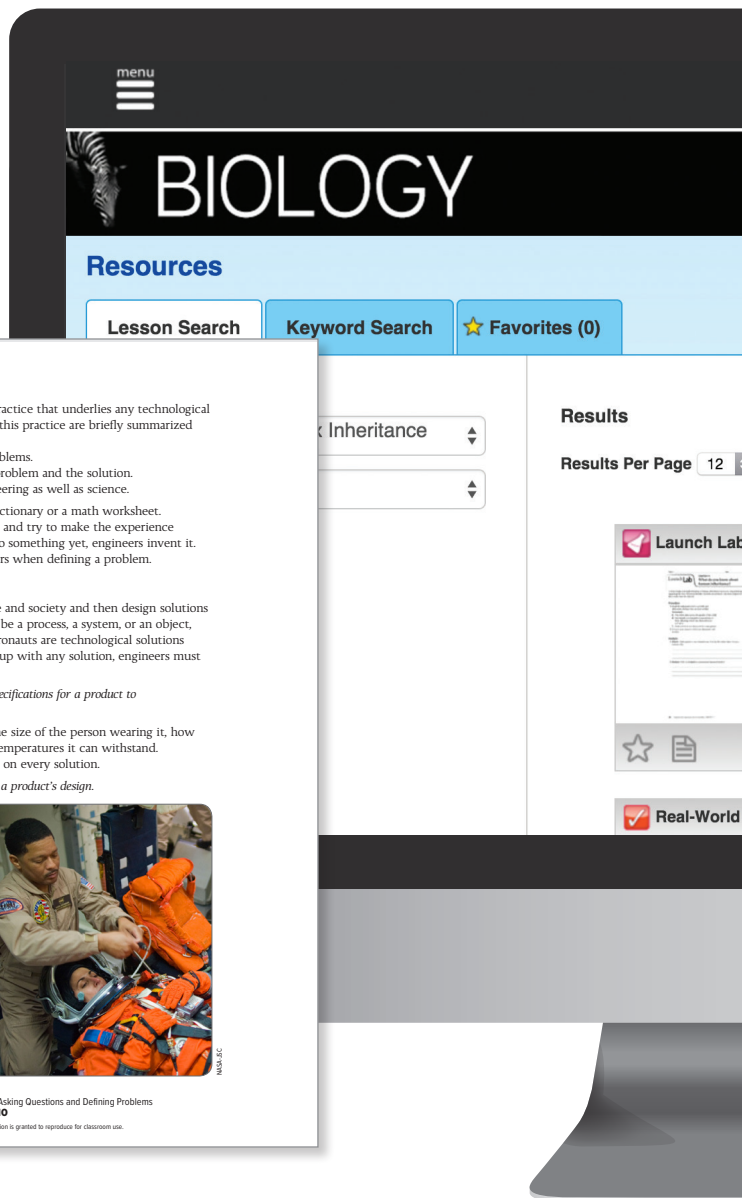 menu
BIOLOGY
Resources
Lesson Search
Keyword Search
Favorites (0)
Inheritance
Results
Results Per Page 12
Launch Lab
Real-World
ractice that underlies any technological
this practice are briefly summarized
blems.
roblem and the solution.
eering as well as science.
ctionary or a math worksheet.
and try to make the experience
o something yet, engineers invent it.
rs when defining a problem.
e and society and then design solutions
be a process, a system, or an object,
ronauts are technological solutions
up with any solution, engineers must
ecifications for a product to
e size of the person wearing it, how
emperatures it can withstand.
on every solution.
a product's design.
NASA-JSC
Asking Questions and Defining Problems
ion is granted to reproduce for classroom use.